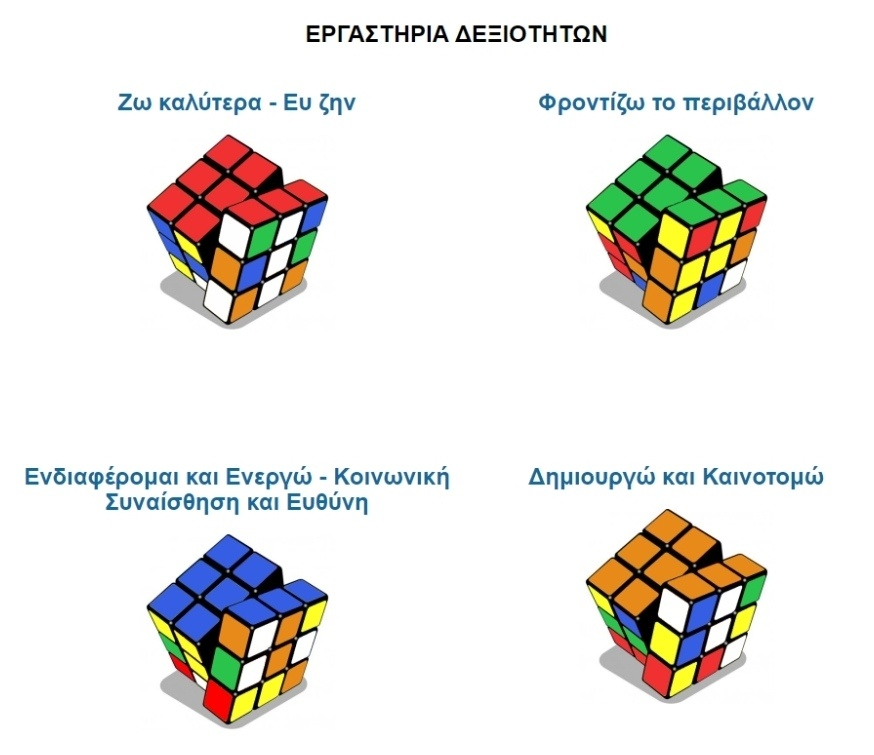 ΕΡΓΑΣΤΗΡΙΑ ΔΕΞΙΟΤΗΤΩΝ
Ζω καλύτερα - Ευ ζην
Φροντίζω το περιβάλλον
Ενδιαφέρομαι και Ενεργώ - Κοινωνική
Συναίσθηση και Ευθύνη
Δημιουργώ και Καινοτομώ